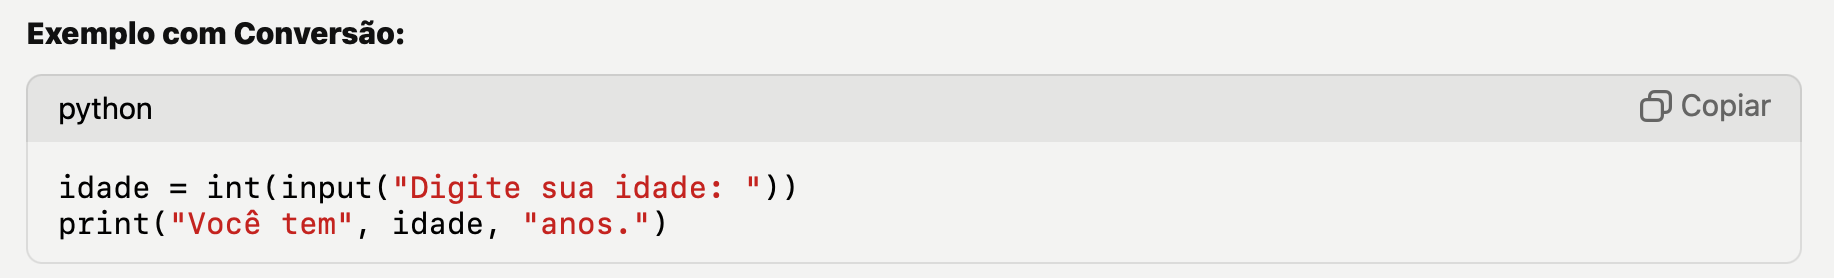 Exemplo com Conversão:
python
Copiar
idade = int(input("Digite sua idade: "))
print("Você tem", idade, "anos.")